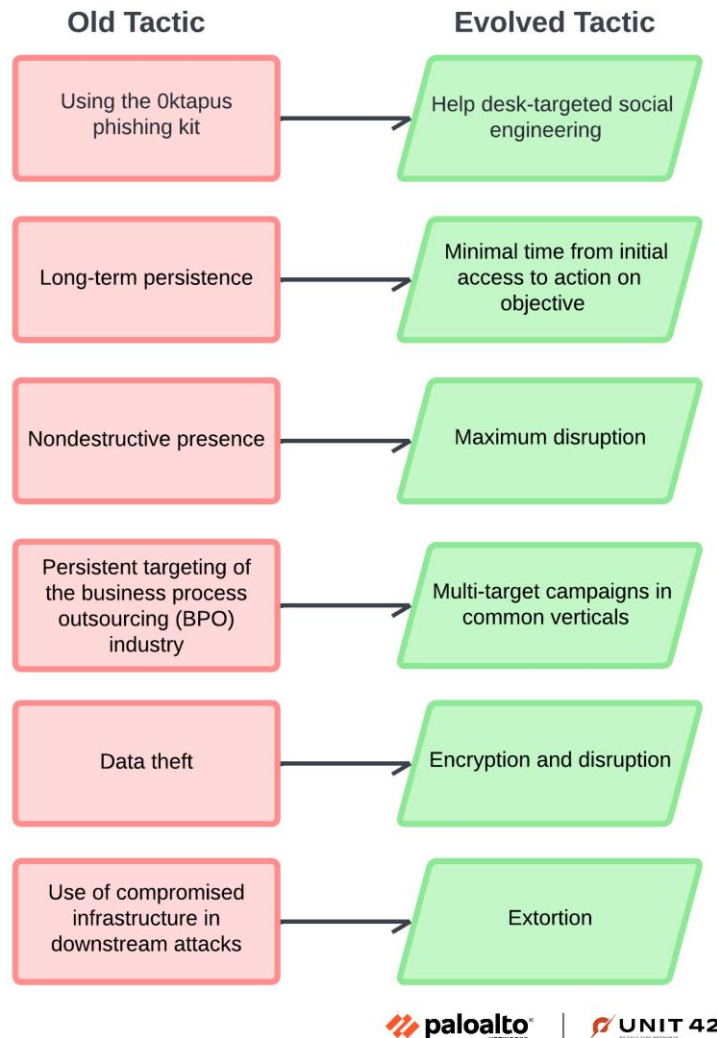 Old Tactic
Evolved Tactic
Using the 0ktapus
phishing kit
Help desk-targeted social
engineering
Long-term persistence
Minimal time from initial
access to action on
objective
Nondestructive presence
Maximum disruption
Persistent targeting of
the business process
outsourcing (BPO)
industry
Multi-target campaigns in
common verticals
Data theft
Encryption and disruption
Use of compromised
infrastructure in
downstream attacks
Extortion
paloalto
UNIT 42